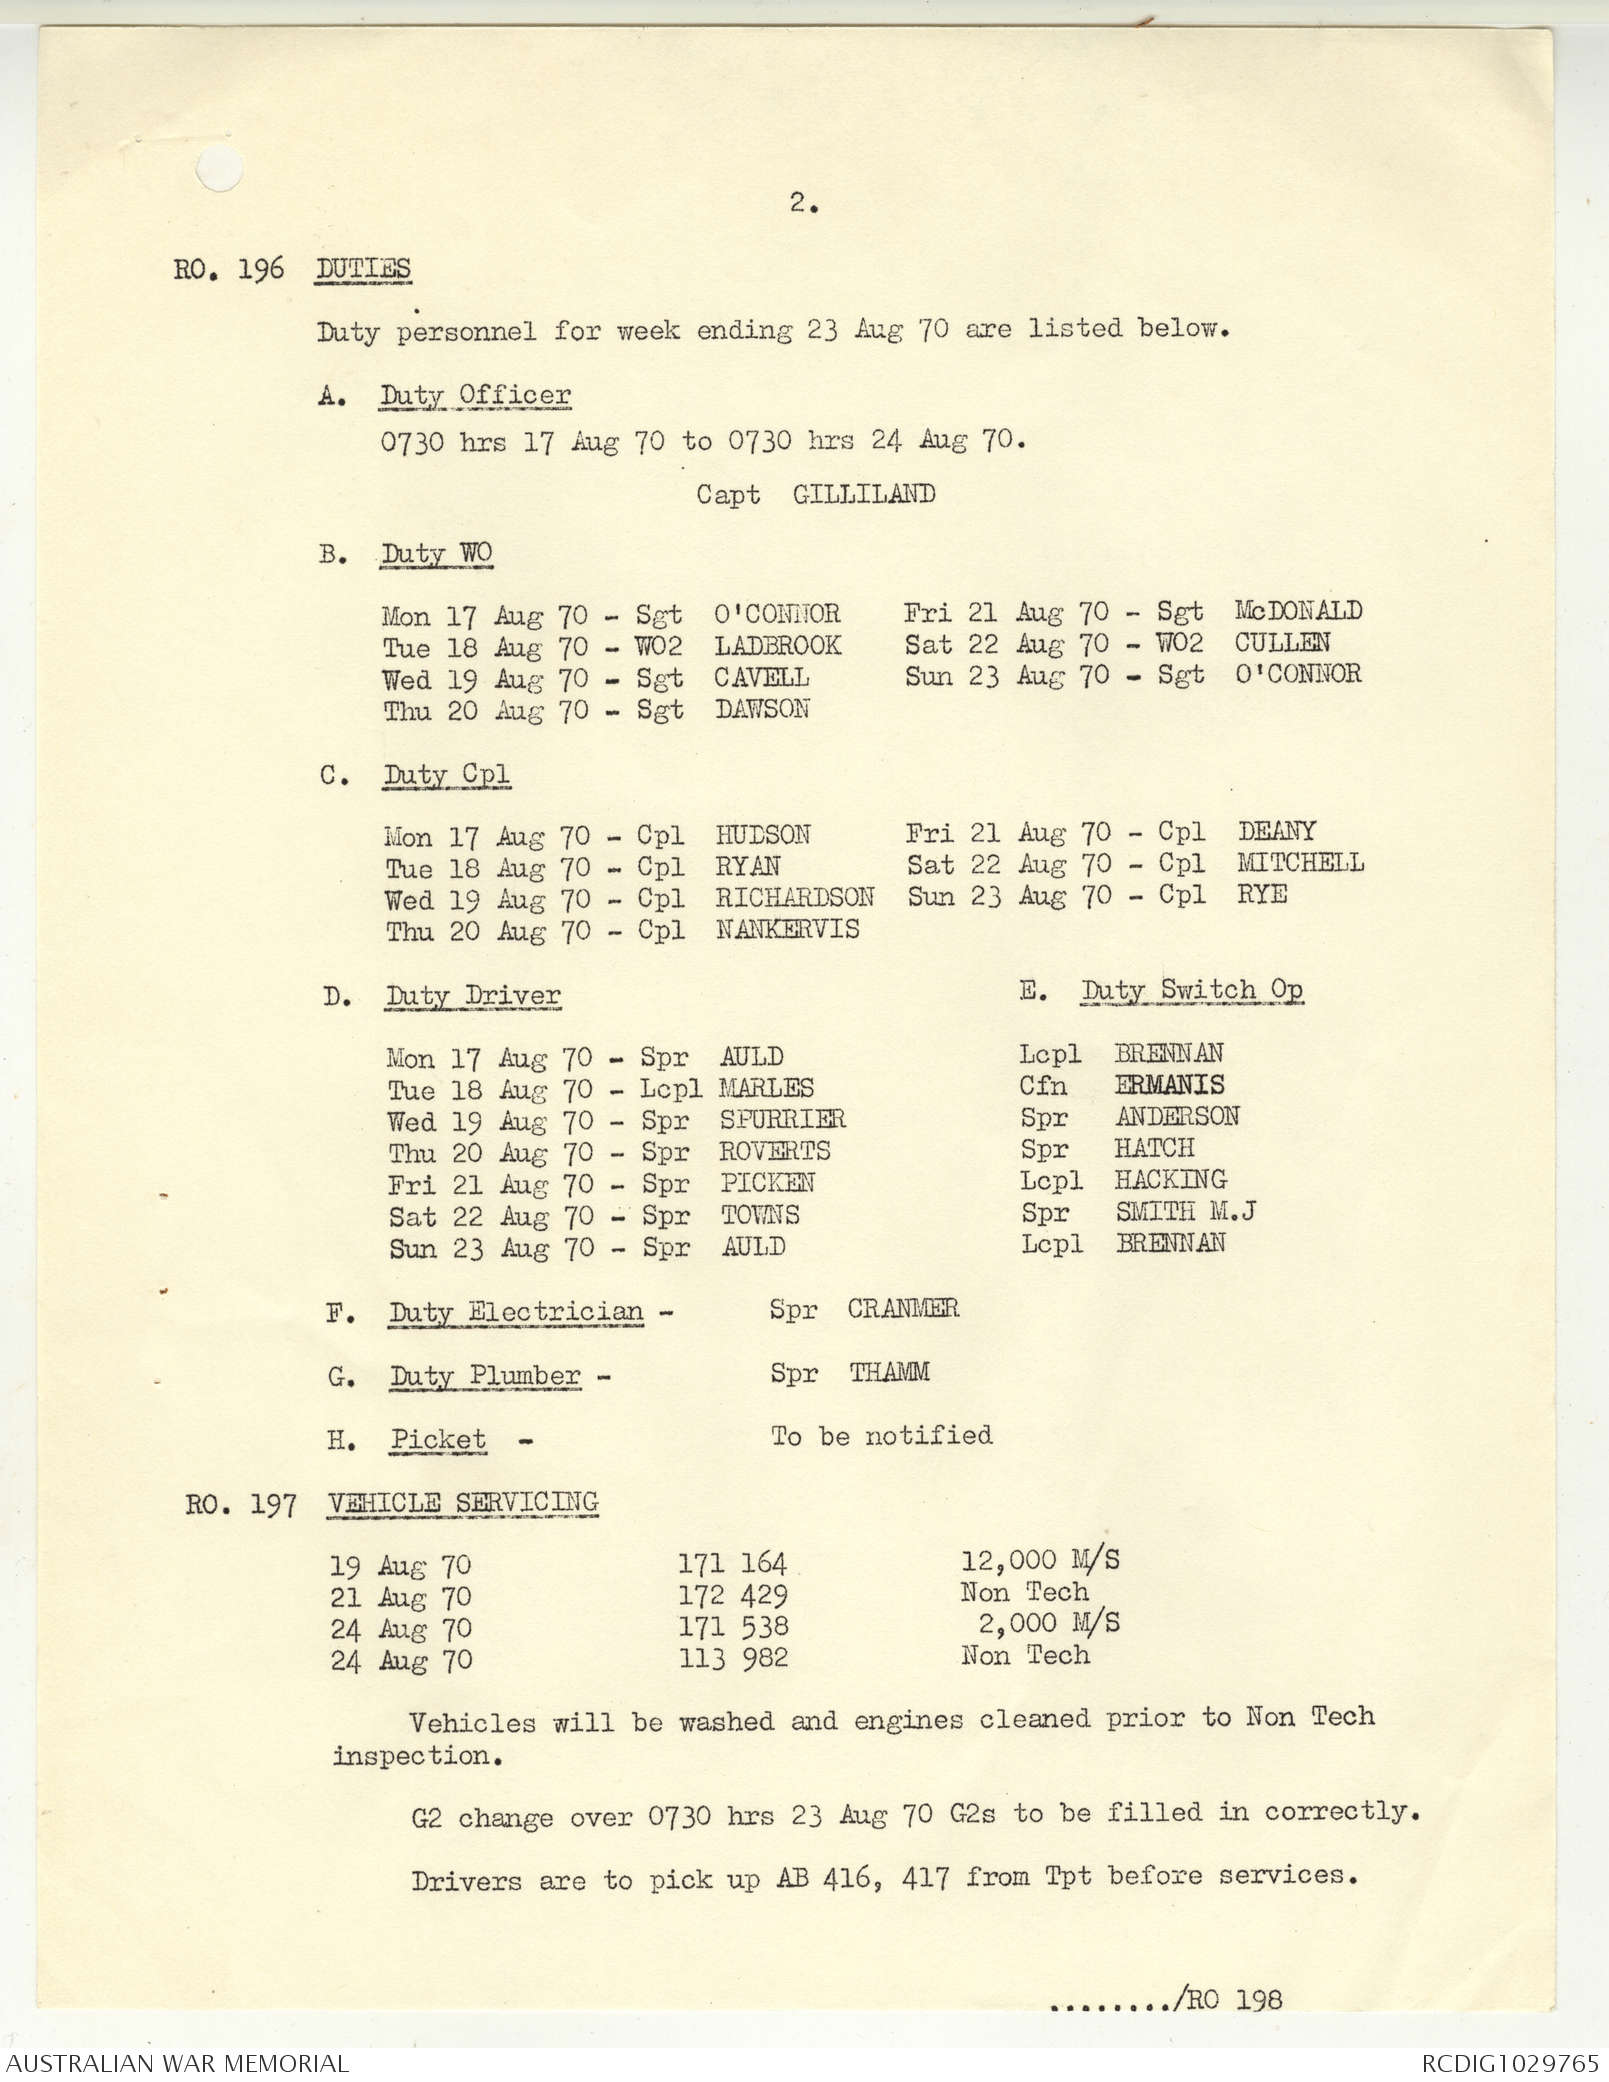 2.
RO. 196 DUTIES
Duty personnel for week ending 23 Aug 70 are listed below.
A. Duty Officer
0730 hrs 17 Aug 70 to 0730 hrs 24 Aug 70.
Capt GILLILAND
B. Duty WO
Mon 17 Aug 70 - Sgt O'CONNOR Fri 21 Aug 70 - Sgt McDONALD
Tue 18 Aug 70 - WO2 LADBROOK Sat 22 Aug 70 - WO2 CULLEN
Wed 19 Aug 70 - Sgt CAVELL Sun 23 Aug 70 - Sgt O'CONNOR
Thu 20 Aug 70 - Sgt DAWSON
C. Duty Cpl
Mon 17 Aug 70 - Cpl HUDSON Fri 21 Aug 70 - Cpl DEANY
Tue 18 Aug 70 - Cpl RYAN Sat 22 Aug 70 - Cpl MITCHELL
Wed 19 Aug 70 - Cpl RICHARDSON Sun 23 Aug 70 - Cpl RYE
Thu 20 Aug 70 - Cpl NANKERVIS
D. Duty Driver E. Duty Switch Op
Mon 17 Aug 70 - Spr AULD Lcpl BRENNAN
Tue 18 Aug 70 - Lcpl MARLES Cfn ERMANIS
Wed 19 Aug 70 - Spr SPURRIER Spr ANDERSON
Thu 20 Aug 70 - Spr ROVERTS Spr HATCH
Fri 21 Aug 70 - Spr PICKEN Lcpl HACKING
Sat 22 Aug 70 - Spr TOWNS Spr SMITH M.J
Sun 23 Aug 70 - Spr AULD Lcpl BRENNAN
F. Duty Electrician - Spr CRANMER
G. Duty Plumber - Spr THAMM
H. Picket - To be notified
RO. 197 VEHICLE SERVICING
19 Aug 70 171 164 12,000 M/S
21 Aug 70 172 429 Non Tech
24 Aug 70 171 538 2,000 M/S
24 Aug 70 113 982 Non Tech
Vehicles will be washed and engines cleaned prior to Non Tech
inspection.
G2 change over 0730 hrs 23 Aug 70 G2s to be filled in correctly.
Drivers are to pick up AB 416, 417 from Tpt before services.
......../RO 198
AUSTRALIAN WAR MEMORIAL RCDIG1029765